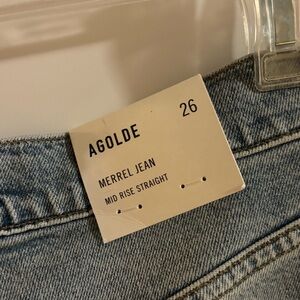 AGOLDE 26
MERREL JEAN
MID RISE STRAIGHT